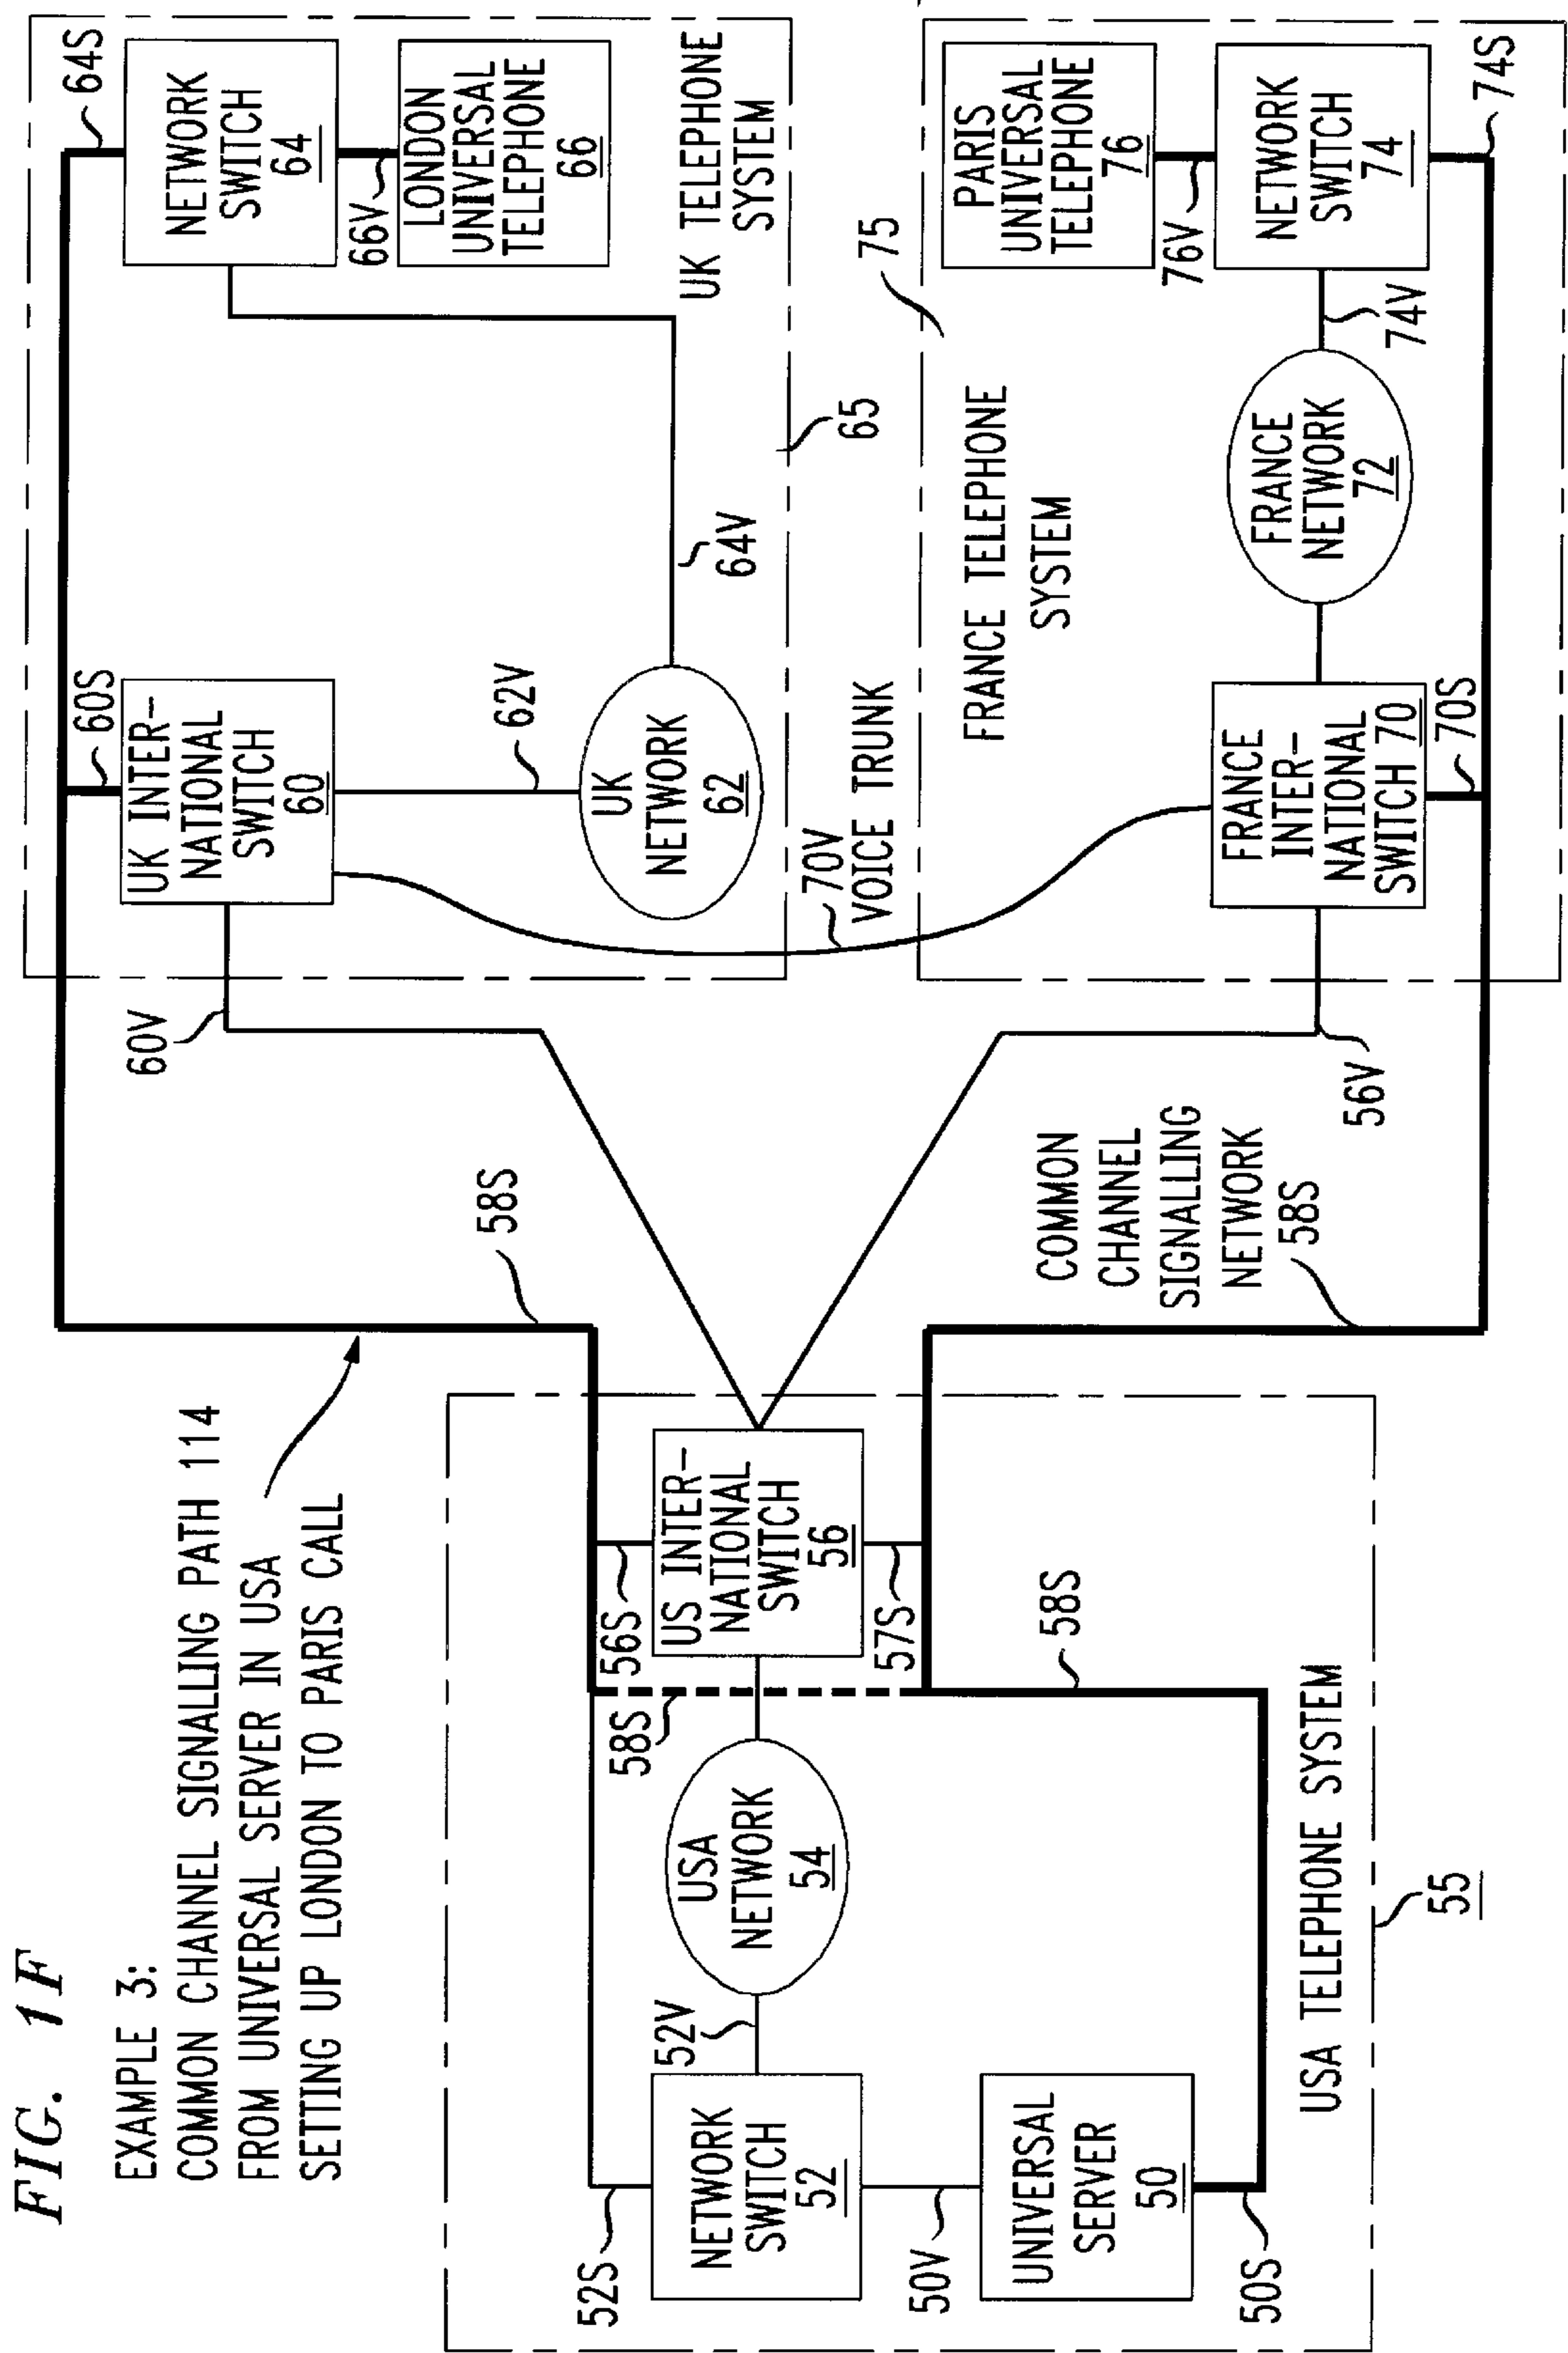 FIG. 1F
EXAMPLE 3:
COMMON CHANNEL SIGNALLING PATH 114
FROM UNIVERSAL SERVER IN USA
SETTING UP LONDON TO PARIS CALL
52S
NETWORK
SWITCH
52
52V
50V
UNIVERSAL
SERVER
50
50S
USA
NETWORK
54
58S
56S
US INTER-
NATIONAL
SWITCH
56
57S
58S
USA TELEPHONE SYSTEM
55
58S
COMMON
CHANNEL
SIGNALLING
NETWORK
58S
60V
60S
UK INTER-
NATIONAL
SWITCH
60
62V
UK
NETWORK
62
64V
64S
NETWORK
SWITCH
64
66V
LONDON
UNIVERSAL
TELEPHONE
66
UK TELEPHONE
SYSTEM
65
70V
VOICE TRUNK
56V
FRANCE TELEPHONE
SYSTEM
75
FRANCE
INTER-
NATIONAL
SWITCH 70
70S
FRANCE
NETWORK
72
74V
PARIS
UNIVERSAL
TELEPHONE
76
76V
NETWORK
SWITCH
74
74S